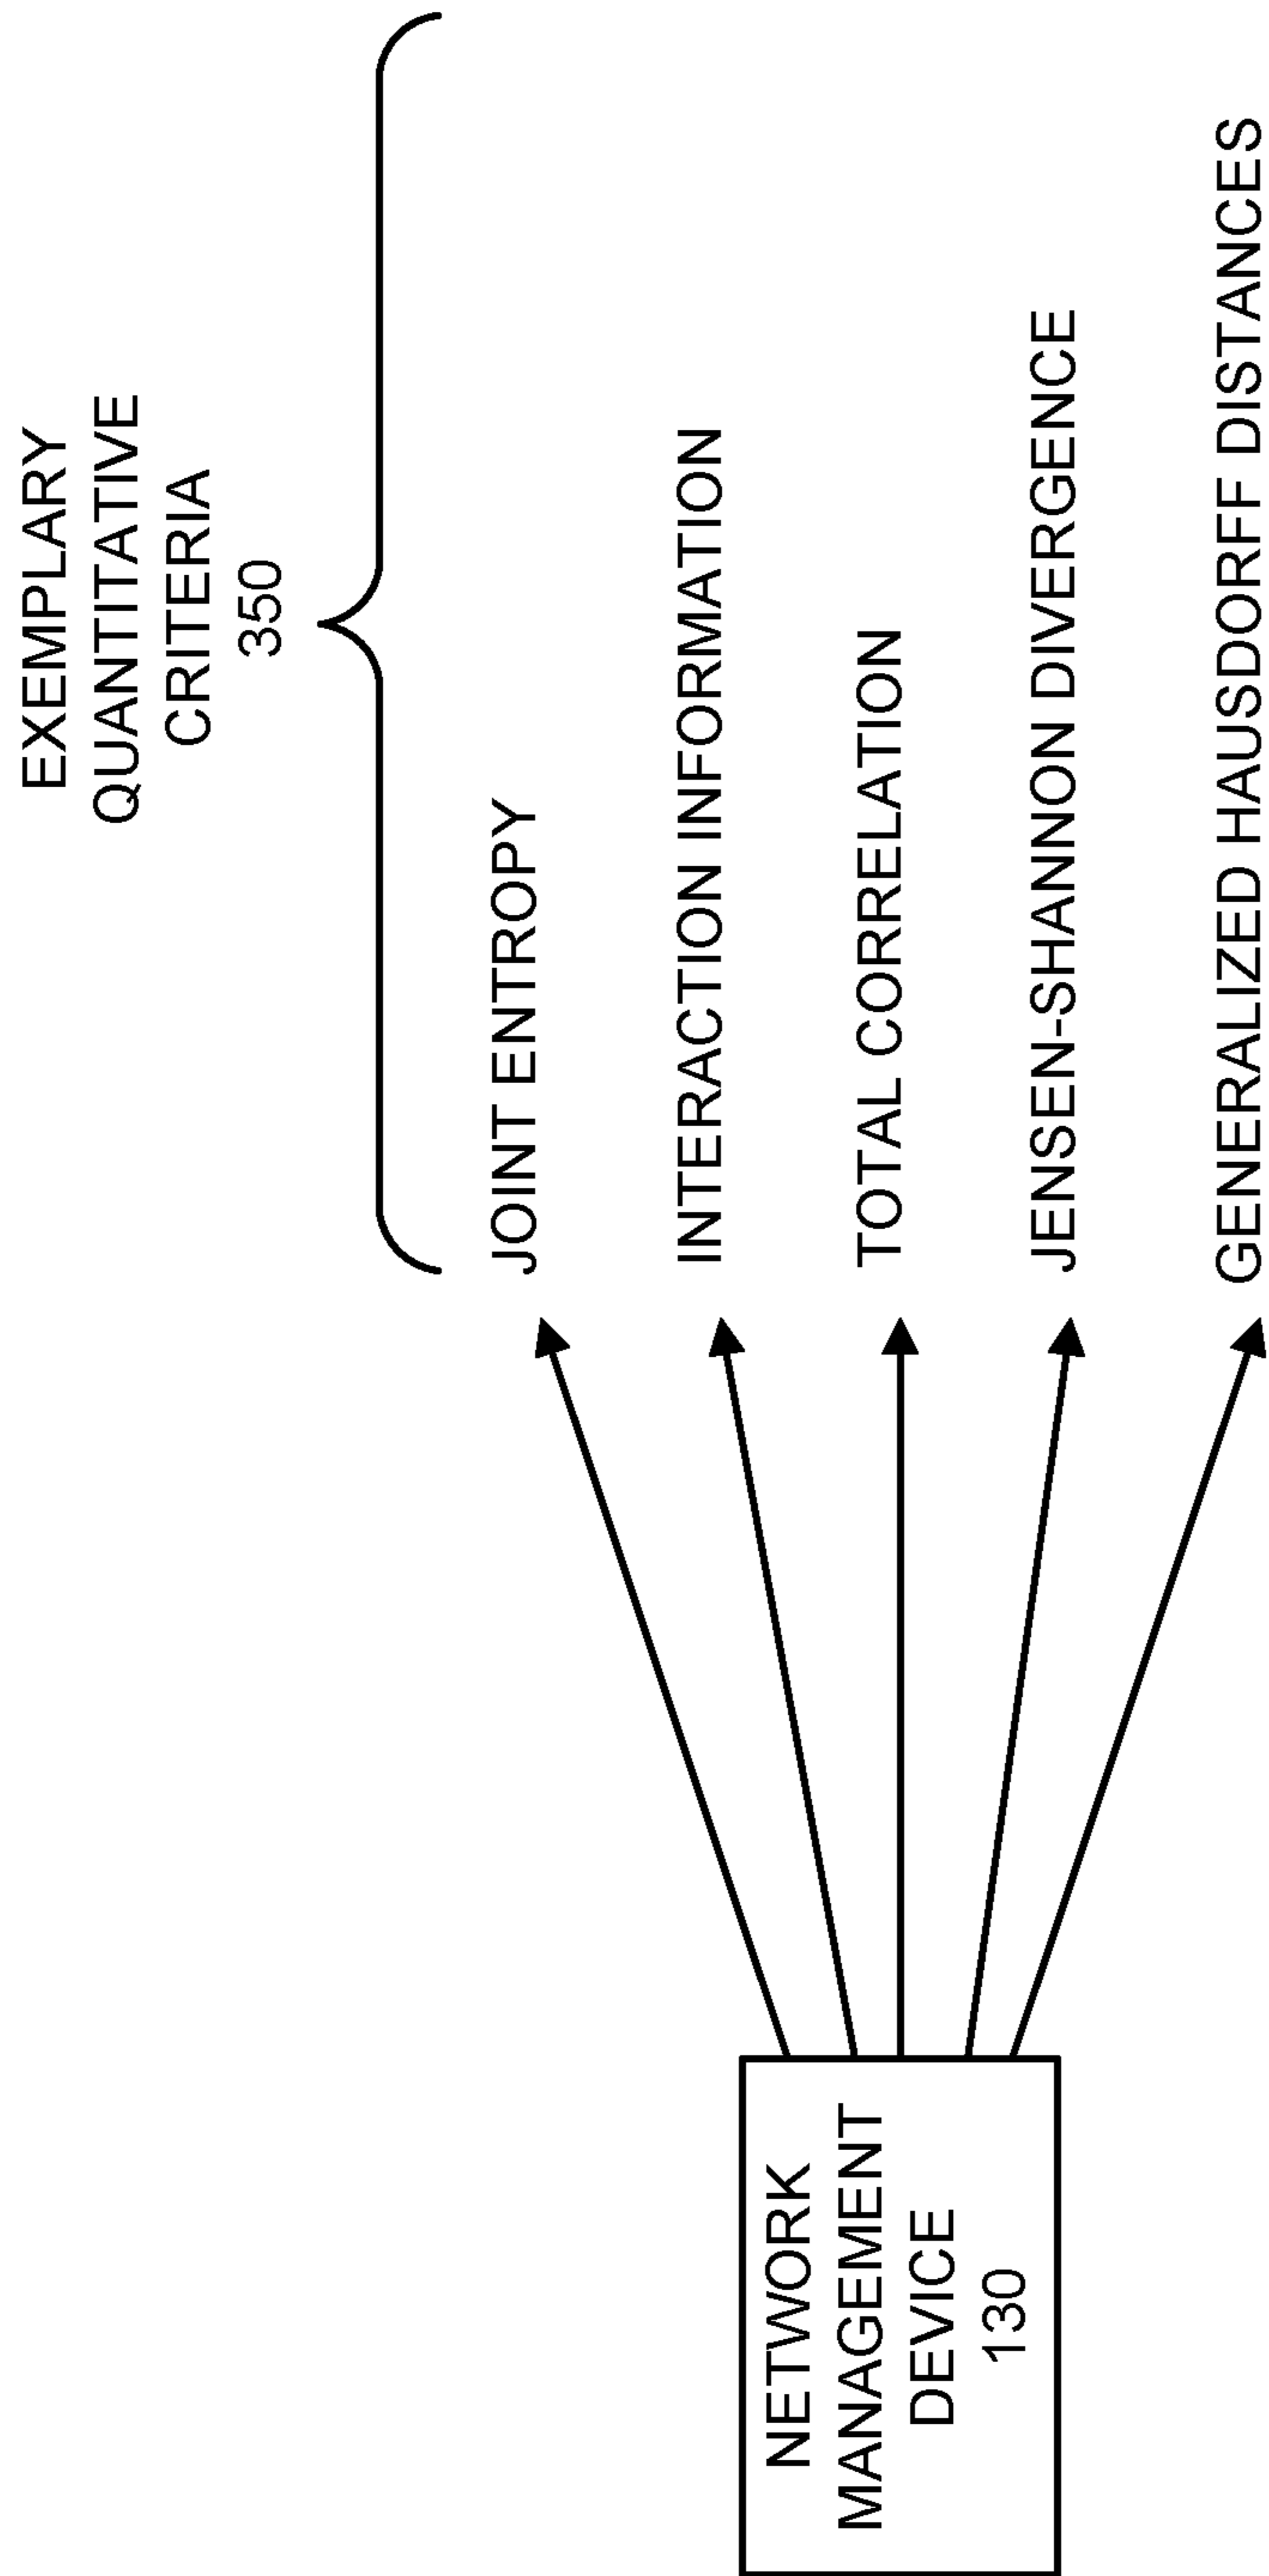 EXEMPLARY
QUANTITATIVE
CRITERIA
350
JOINT ENTROPY
INTERACTION INFORMATION
TOTAL CORRELATION
JENSEN-SHANNON DIVERGENCE
GENERALIZED HAUSDORFF DISTANCES
NETWORK
MANAGEMENT
DEVICE
130